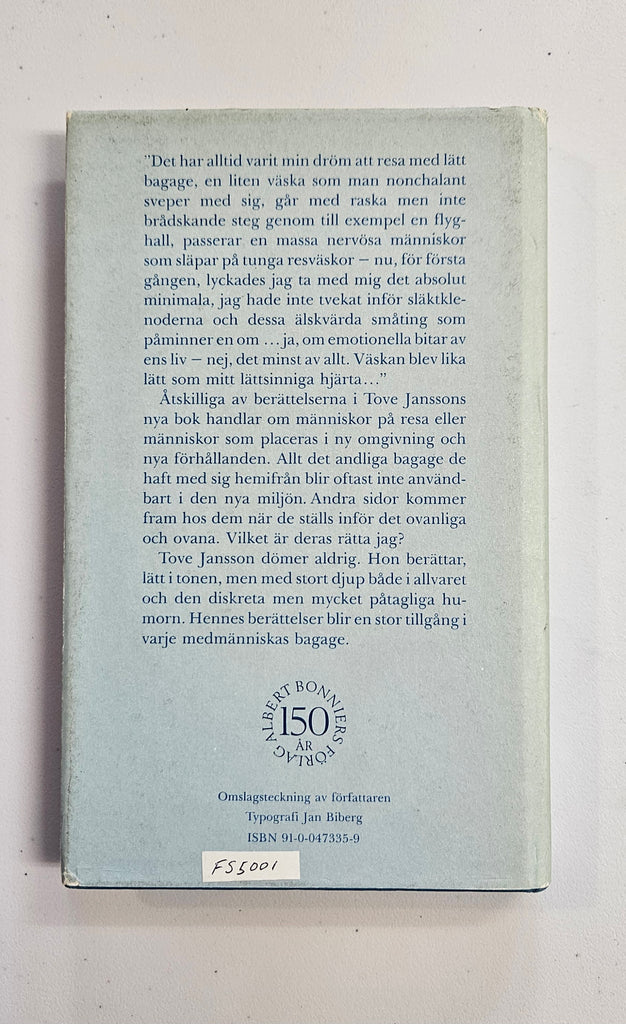 "Det har alltid varit min dröm att resa med lätt
bagage, en liten väska som man nonchalant
sveper med sig, går med raska men inte
brådskande steg genom till exempel en flyg-
hall, passerar en massa nervösa människor
som släpar på tunga resväskor – nu, för första
gången, lyckades jag ta med mig det absolut
minimala, jag hade inte tvekat inför släktkle-
noderna och dessa älskvärda småting som
påminner en om ... ja, om emotionella bitar av
ens liv – nej, det minst av allt. Väskan blev lika
lätt som mitt lättsinniga hjärta..."
Åtskilliga av berättelserna i Tove Janssons
nya bok handlar om människor på resa eller
människor som placeras i ny omgivning och
nya förhållanden. Allt det andliga bagage de
haft med sig hemifrån blir oftast inte använd-
bart i den nya miljön. Andra sidor kommer
fram hos dem när de ställs inför det ovanliga
och ovana. Vilket är deras rätta jag?
Tove Jansson dömer aldrig. Hon berättar,
lätt i tonen, men med stort djup både i allvaret
och den diskreta men mycket påtagliga hu-
morn. Hennes berättelser blir en stor tillgång i
varje medmänniskas bagage.
ALBERT BONNIERS FÖRLAG
150
ÅR
Omslagsteckning av författaren
Typografi Jan Biberg
ISBN 91-0-047335-9
FS5001